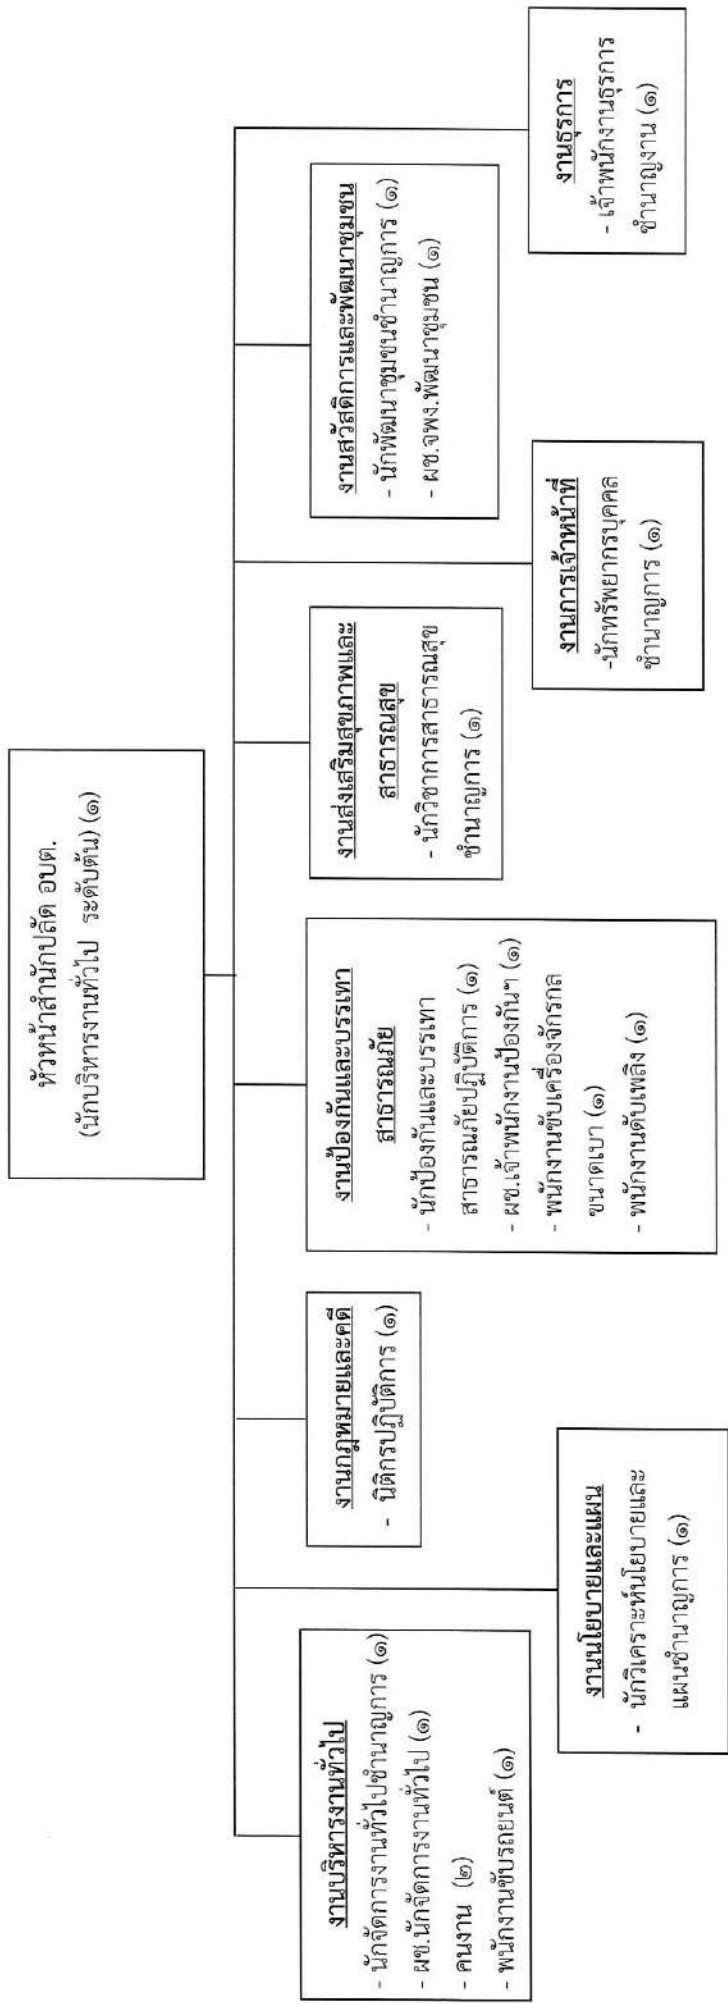 หัวหน้าสำนักปลัด อบต.
(นักบริหารงานทั่วไป ระดับต้น) (๑)
งานบริหารงานทั่วไป
- นักจัดการงานทั่วไปชำนาญการ (๑)
- ผช.นักจัดการงานทั่วไป (๑)
- คนงาน (๒)
- พนักงานขับรถยนต์ (๑)
งานนโยบายและแผน
- นักวิเคราะห์นโยบายและ
แผนชำนาญการ (๑)
งานกฎหมายและคดี
- นิติกรปฏิบัติการ (๑)
งานป้องกันและบรรเทา
สาธารณภัย
- นักป้องกันและบรรเทา
สาธารณภัยปฏิบัติการ (๑)
- ผช.เจ้าพนักงานป้องกันฯ (๑)
- พนักงานขับเครื่องจักรกล
ขนาดเบา (๑)
- พนักงานดับเพลิง (๑)
งานส่งเสริมสุขภาพและ
สาธารณสุข
- นักวิชาการสาธารณสุข
ชำนาญการ (๑)
งานการเจ้าหน้าที่
-นักทรัพยากรบุคคล
ชำนาญการ (๑)
งานสวัสดิการและพัฒนาชุมชน
- นักพัฒนาชุมชนชำนาญการ (๑)
- ผช.จพง.พัฒนาชุมชน (๑)
งานธุรการ
- เจ้าพนักงานธุรการ
ชำนาญงาน (๑)